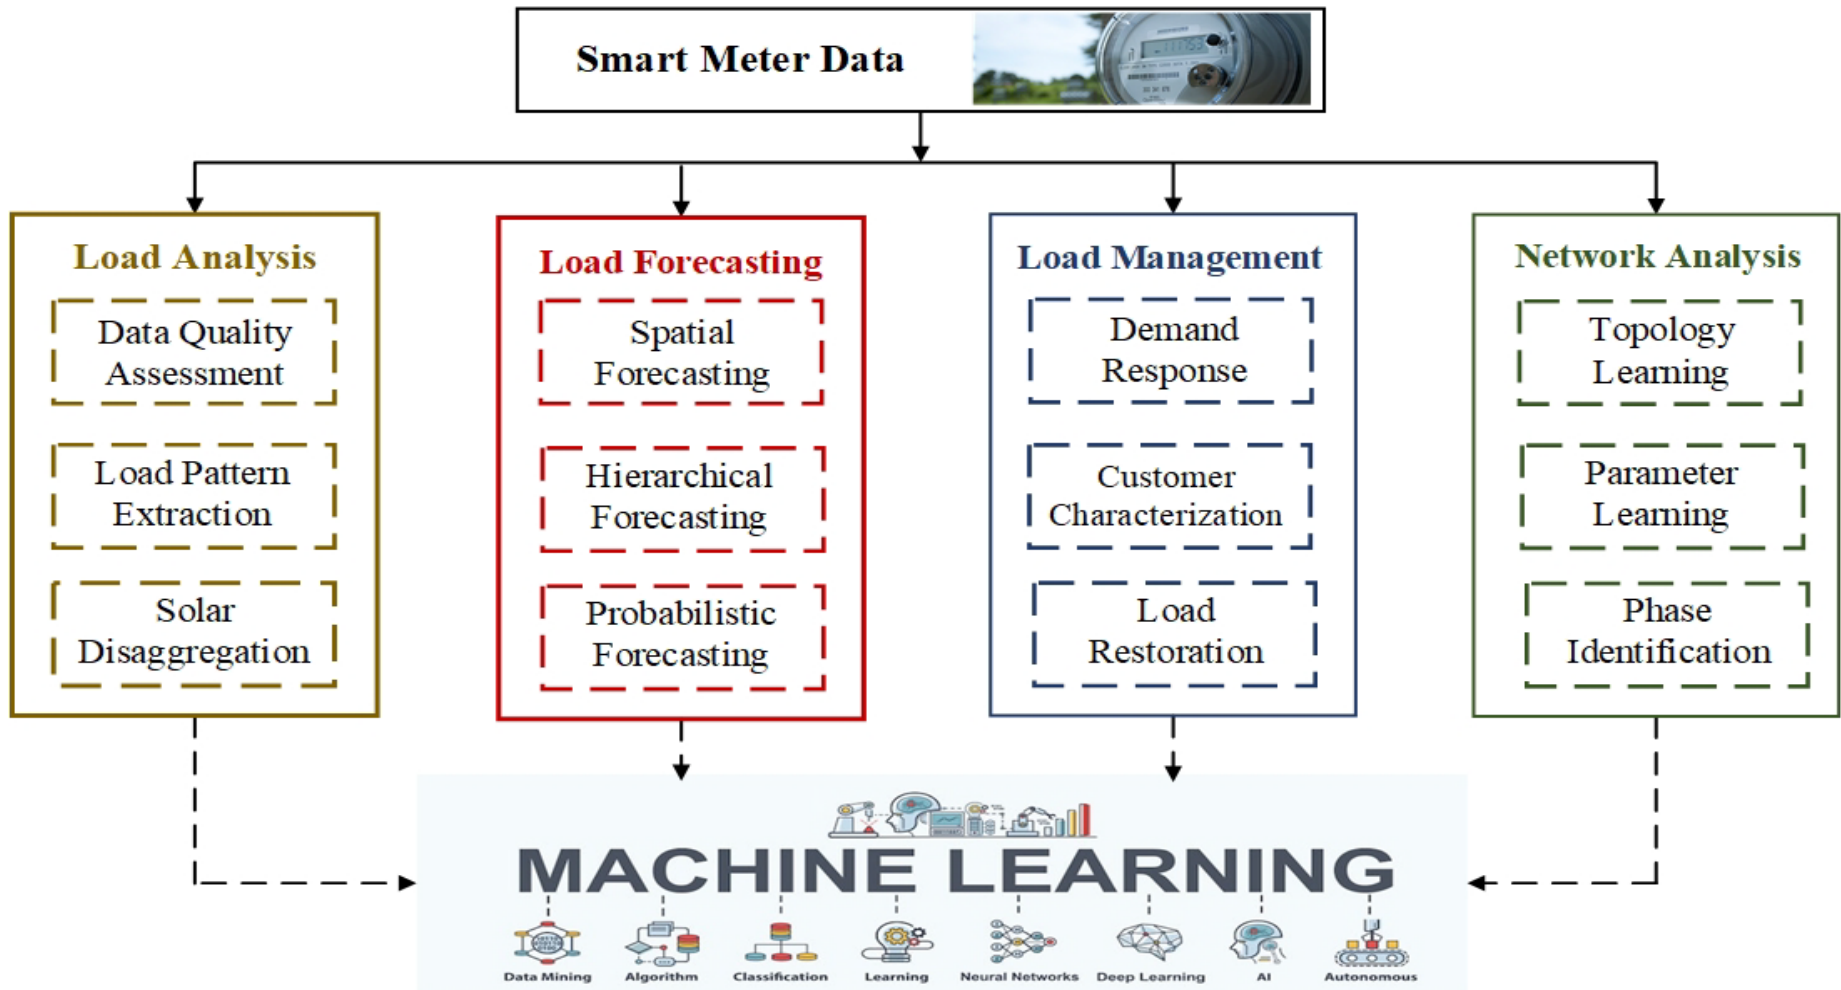 Smart Meter Data
Load Analysis
Data Quality
Assessment
Load Pattern
Extraction
Solar
Disaggregation
Load Forecasting
Spatial
Forecasting
Hierarchical
Forecasting
Probabilistic
Forecasting
Load Management
Demand
Response
Customer
Characterization
Load
Restoration
Network Analysis
Topology
Learning
Parameter
Learning
Phase
Identification
MACHINE LEARNING
Data Mining
Algorithm
Classification
Learning
Neural Networks
Deep Learning
AI
Autonomous